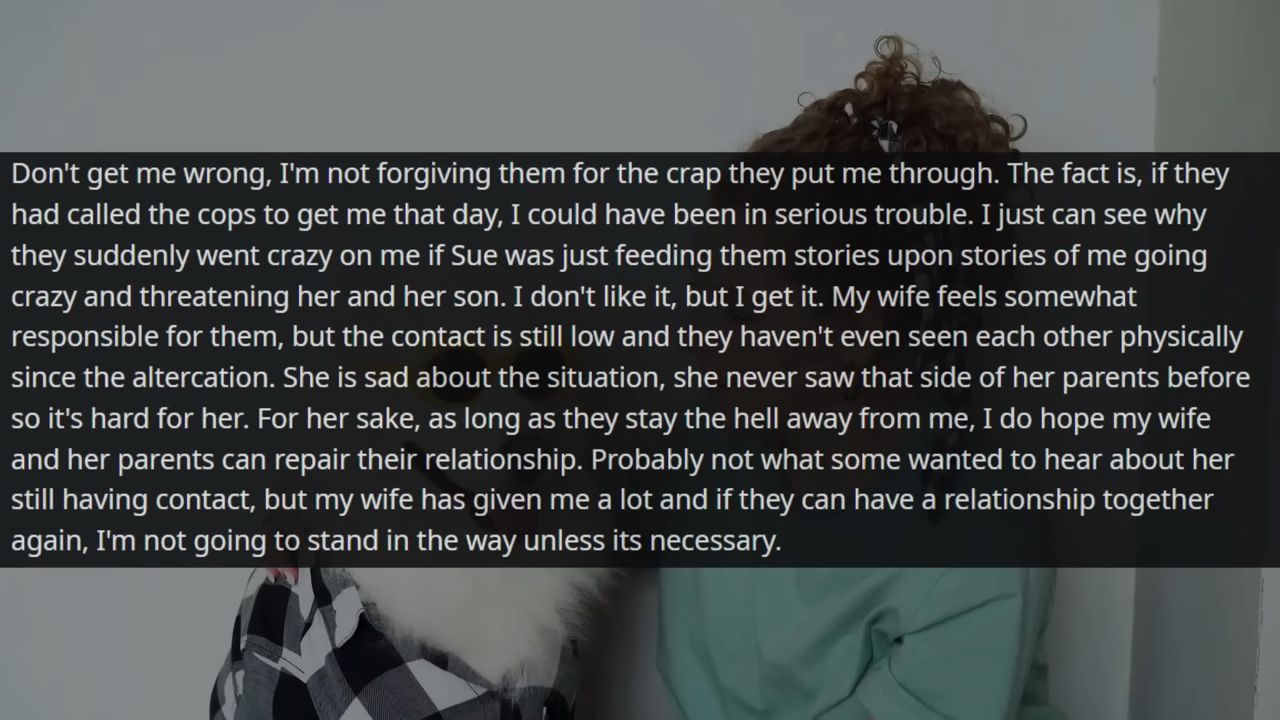 Don't get me wrong, I'm not forgiving them for the crap they put me through. The fact is, if they
had called the cops to get me that day, I could have been in serious trouble. I just can see why
they suddenly went crazy on me if Sue was just feeding them stories upon stories of me going
crazy and threatening her and her son. I don't like it, but I get it. My wife feels somewhat
responsible for them, but the contact is still low and they haven't even seen each other physically
since the altercation. She is sad about the situation, she never saw that side of her parents before
so it's hard for her. For her sake, as long as they stay the hell away from me, I do hope my wife
and her parents can repair their relationship. Probably not what some wanted to hear about her
still having contact, but my wife has given me a lot and if they can have a relationship together
again, I'm not going to stand in the way unless its necessary.